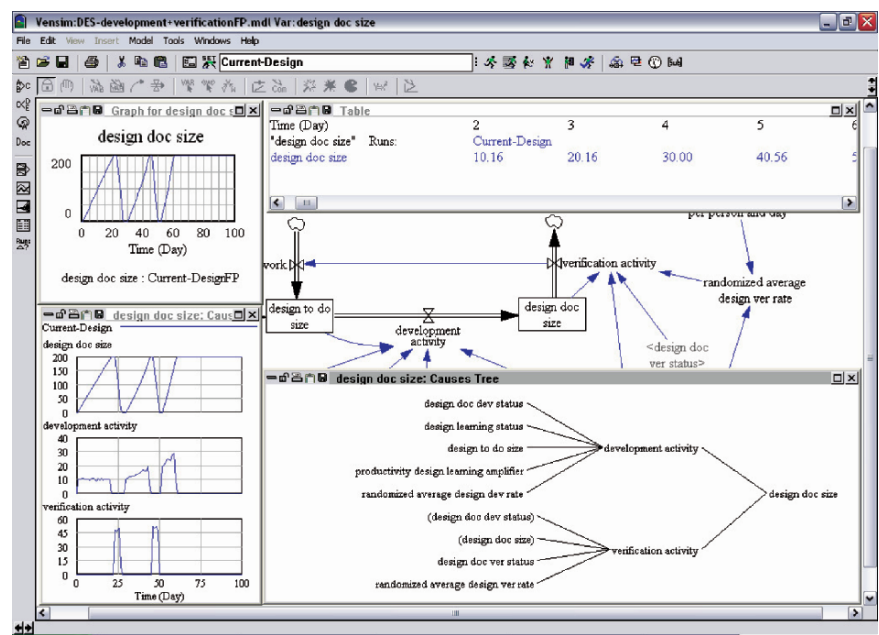 Vensim:DES-development+verificationFP.mdl Var:design doc size
File Edit View Insert Model Tools Windows Help
Current-Design
Doc
Graph for design doc s
design doc size
200
0
0 20 40 60 80 100
Time (Day)
design doc size : Current-DesignFP
Table
Time (Day) 2 3 4 5 6
"design doc size" Runs: Current-Design
design doc size 10.16 20.16 30.00 40.56 5
per person and day
work
verification activity
randomized average
design ver rate
design to do
size
development
activity
design doc
size
<design doc
ver status>
design doc size: Caus
Current-Design
design doc size
200
150
100
50
0
development activity
40
30
20
10
0
verification activity
60
45
30
15
0
0 25 50 75 100
Time (Day)
design doc size: Causes Tree
design doc dev status
design learning status
design to do size
productivity design learning amplifier
randomized average design dev rate
development activity
design doc size
(design doc dev status)
(design doc size)
design doc ver status
randomized average design ver rate
verification activity